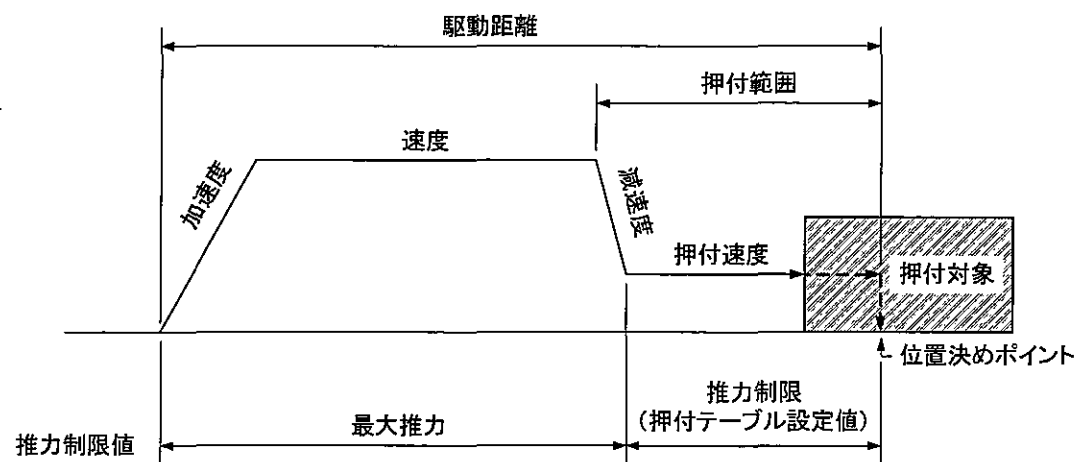 駆動距離
押付範囲
速度
加速度
減速度
押付速度
押付対象
位置決めポイント
推力制限
(押付テーブル設定値)
最大推力
推力制限値